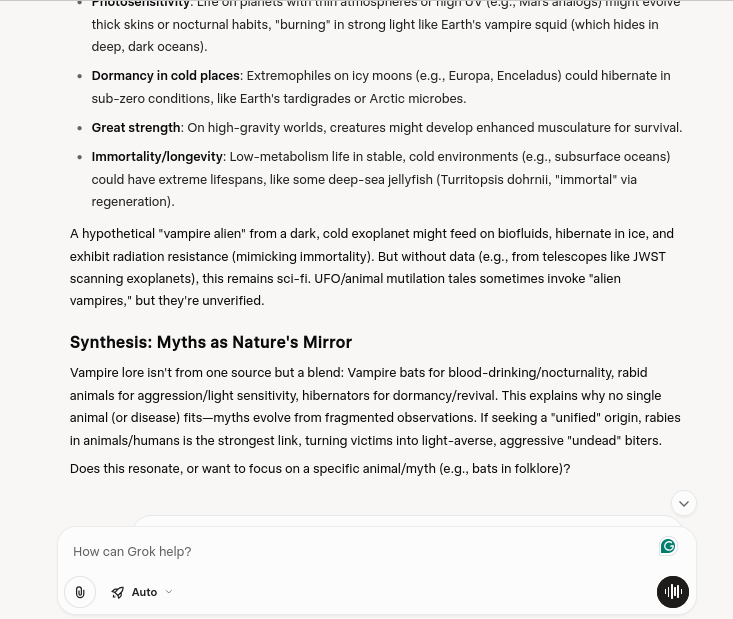 Photosensitivity: Life on planets with thin atmospheres or high UV (e.g., Mars analogs) might evolve
thick skins or nocturnal habits, "burning" in strong light like Earth's vampire squid (which hides in
deep, dark oceans).
Dormancy in cold places: Extremophiles on icy moons (e.g., Europa, Enceladus) could hibernate in
sub-zero conditions, like Earth's tardigrades or Arctic microbes.
Great strength: On high-gravity worlds, creatures might develop enhanced musculature for survival.
Immortality/longevity: Low-metabolism life in stable, cold environments (e.g., subsurface oceans)
could have extreme lifespans, like some deep-sea jellyfish (Turritopsis dohrnii, "immortal" via
regeneration).
A hypothetical "vampire alien" from a dark, cold exoplanet might feed on biofluids, hibernate in ice, and
exhibit radiation resistance (mimicking immortality). But without data (e.g., from telescopes like JWST
scanning exoplanets), this remains sci-fi. UFO/animal mutilation tales sometimes invoke "alien
vampires," but they're unverified.
Synthesis: Myths as Nature's Mirror
Vampire lore isn't from one source but a blend: Vampire bats for blood-drinking/nocturnality, rabid
animals for aggression/light sensitivity, hibernators for dormancy/revival. This explains why no single
animal (or disease) fits—myths evolve from fragmented observations. If seeking a "unified" origin, rabies
in animals/humans is the strongest link, turning victims into light-averse, aggressive "undead" biters.
Does this resonate, or want to focus on a specific animal/myth (e.g., bats in folklore)?
How can Grok help?
Auto